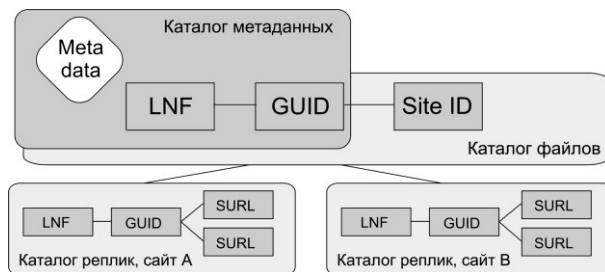 Каталог метаданных
Meta
data
LNF
GUID
Site ID
Каталог файлов
LNF
GUID
SURL
SURL
Каталог реплик, сайт A
LNF
GUID
SURL
SURL
Каталог реплик, сайт B